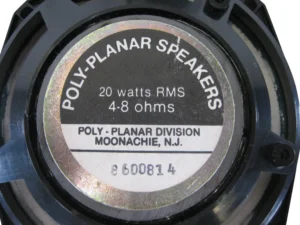 POLY-PLANAR SPEAKERS
20 watts RMS
4-8 ohms
POLY - PLANAR DIVISION
MOONACHIE, N.J.
8600814